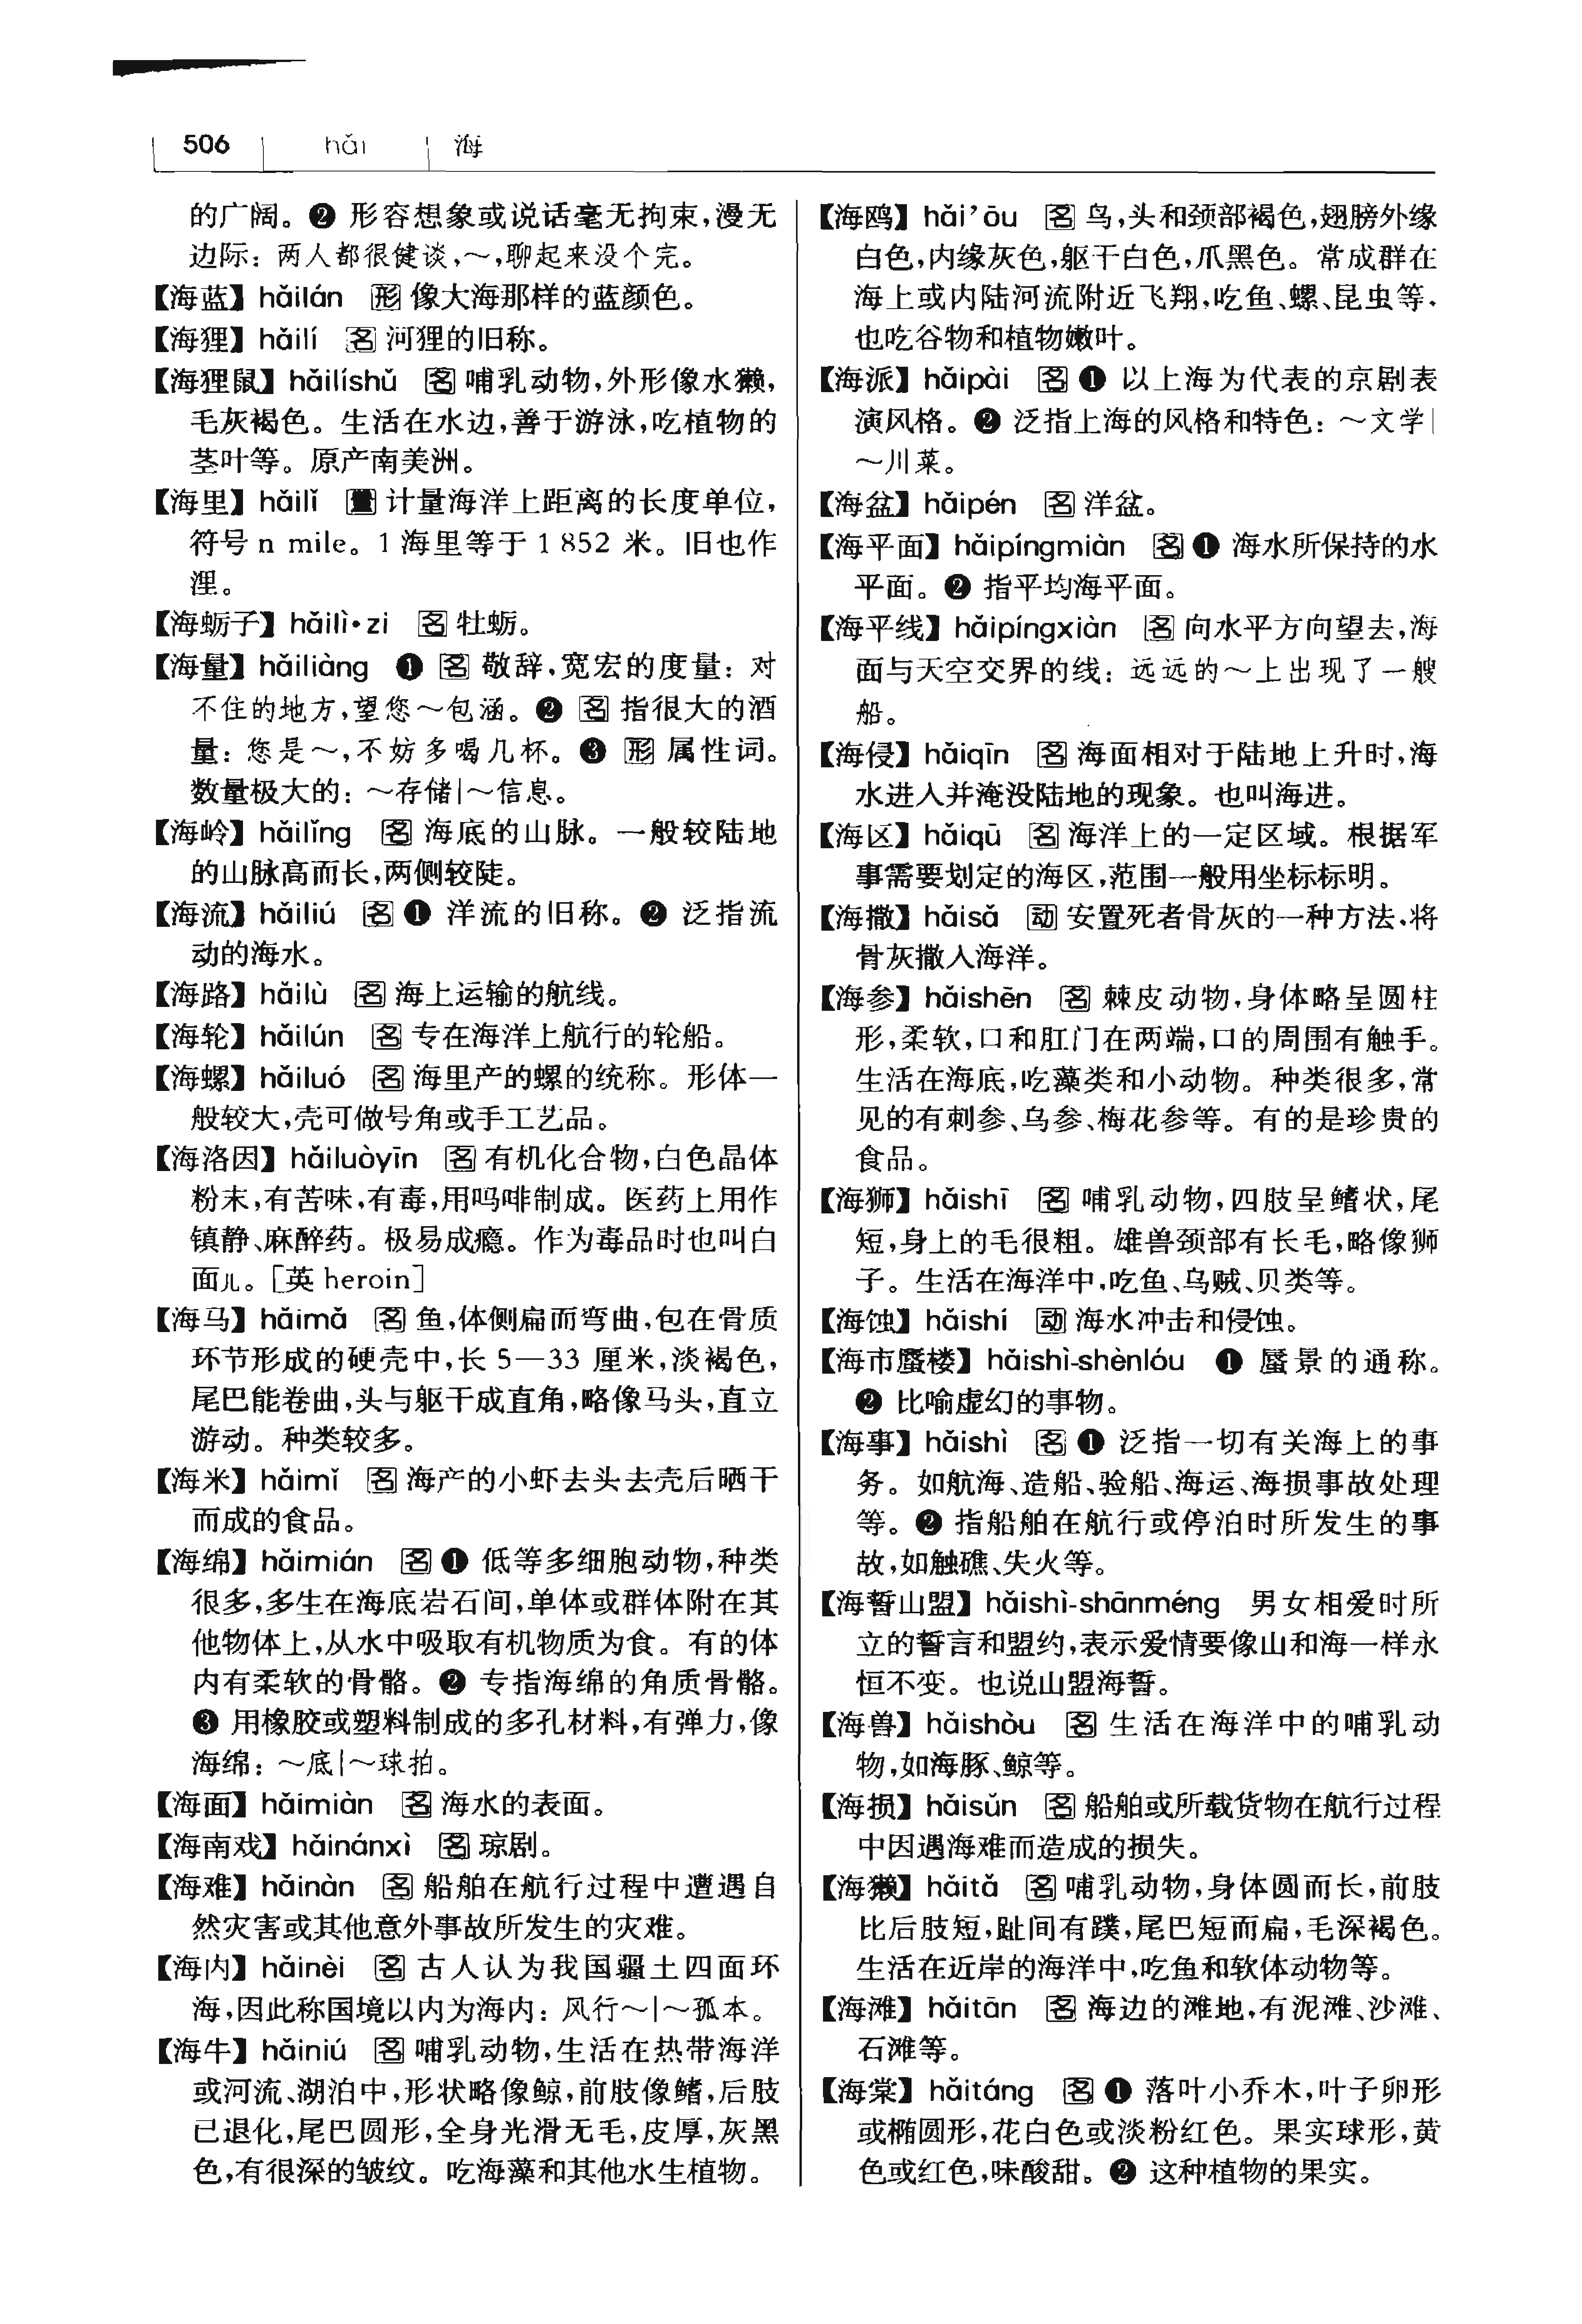 506 hǎi 海
的广阔。❷ 形容想象或说话毫无拘束,漫无
边际：两人都很健谈,～,聊起来没个完。
【海蓝】hǎilán 形 像大海那样的蓝颜色。
【海狸】hǎilí 名 河狸的旧称。
【海狸鼠】hǎilíshǔ 名 哺乳动物,外形像水獭,
毛灰褐色。生活在水边,善于游泳,吃植物的
茎叶等。原产南美洲。
【海里】hǎilǐ 量 计量海洋上距离的长度单位,
符号 n mile。1 海里等于 1 852 米。旧也作
浬。
【海蛎子】hǎilì·zi 名 牡蛎。
【海量】hǎiliàng ❶ 名 敬辞,宽宏的度量：对
不住的地方,望您～包涵。❷ 名 指很大的酒
量：您是～,不妨多喝几杯。❸ 形 属性词。
数量极大的：～存储|～信息。
【海岭】hǎilǐng 名 海底的山脉。一般较陆地
的山脉高而长,两侧较陡。
【海流】hǎiliú 名 ❶ 洋流的旧称。❷ 泛指流
动的海水。
【海路】hǎilù 名 海上运输的航线。
【海轮】hǎilún 名 专在海洋上航行的轮船。
【海螺】hǎiluó 名 海里产的螺的统称。形体一
般较大,壳可做号角或手工艺品。
【海洛因】hǎiluòyīn 名 有机化合物,白色晶体
粉末,有苦味,有毒,用吗啡制成。医药上用作
镇静、麻醉药。极易成瘾。作为毒品时也叫白
面儿。[英 heroin]
【海马】hǎimǎ 名 鱼,体侧扁而弯曲,包在骨质
环节形成的硬壳中,长 5—33 厘米,淡褐色,
尾巴能卷曲,头与躯干成直角,略像马头,直立
游动。种类较多。
【海米】hǎimǐ 名 海产的小虾去头去壳后晒干
而成的食品。
【海绵】hǎimián 名 ❶ 低等多细胞动物,种类
很多,多生在海底岩石间,单体或群体附在其
他物体上,从水中吸取有机物质为食。有的体
内有柔软的骨骼。❷ 专指海绵的角质骨骼。
❸ 用橡胶或塑料制成的多孔材料,有弹力,像
海绵：～底|～球拍。
【海面】hǎimiàn 名 海水的表面。
【海南戏】hǎinánxì 名 琼剧。
【海难】hǎinàn 名 船舶在航行过程中遭遇自
然灾害或其他意外事故所发生的灾难。
【海内】hǎinèi 名 古人认为我国疆土四面环
海,因此称国境以内为海内：风行～|～孤本。
【海牛】hǎiniú 名 哺乳动物,生活在热带海洋
或河流、湖泊中,形状略像鲸,前肢像鳍,后肢
已退化,尾巴圆形,全身光滑无毛,皮厚,灰黑
色,有很深的皱纹。吃海藻和其他水生植物。
【海鸥】hǎi’ōu 名 鸟,头和颈部褐色,翅膀外缘
白色,内缘灰色,躯干白色,爪黑色。常成群在
海上或内陆河流附近飞翔,吃鱼、螺、昆虫等,
也吃谷物和植物嫩叶。
【海派】hǎipài 名 ❶ 以上海为代表的京剧表
演风格。❷ 泛指上海的风格和特色：～文学|
～川菜。
【海盆】hǎipén 名 洋盆。
【海平面】hǎipíngmiàn 名 ❶ 海水所保持的水
平面。❷ 指平均海平面。
【海平线】hǎipíngxiàn 名 向水平方向望去,海
面与天空交界的线：远远的～上出现了一艘
船。
【海侵】hǎiqīn 名 海面相对于陆地上升时,海
水进入并淹没陆地的现象。也叫海进。
【海区】hǎiqū 名 海洋上的一定区域。根据军
事需要划定的海区,范围一般用坐标标明。
【海撒】hǎisǎ 动 安置死者骨灰的一种方法,将
骨灰撒入海洋。
【海参】hǎishēn 名 棘皮动物,身体略呈圆柱
形,柔软,口和肛门在两端,口的周围有触手。
生活在海底,吃藻类和小动物。种类很多,常
见的有刺参、乌参、梅花参等。有的是珍贵的
食品。
【海狮】hǎishī 名 哺乳动物,四肢呈鳍状,尾
短,身上的毛很粗。雄兽颈部有长毛,略像狮
子。生活在海洋中,吃鱼、乌贼、贝类等。
【海蚀】hǎishí 动 海水冲击和侵蚀。
【海市蜃楼】hǎishì-shènlóu ❶ 蜃景的通称。
❷ 比喻虚幻的事物。
【海事】hǎishì 名 ❶ 泛指一切有关海上的事
务。如航海、造船、验船、海运、海损事故处理
等。❷ 指船舶在航行或停泊时所发生的事
故,如触礁、失火等。
【海誓山盟】hǎishì-shānméng 男女相爱时所
立的誓言和盟约,表示爱情要像山和海一样永
恒不变。也说山盟海誓。
【海兽】hǎishòu 名 生活在海洋中的哺乳动
物,如海豚、鲸等。
【海损】hǎisǔn 名 船舶或所载货物在航行过程
中因遇海难而造成的损失。
【海獭】hǎitǎ 名 哺乳动物,身体圆而长,前肢
比后肢短,趾间有蹼,尾巴短而扁,毛深褐色。
生活在近岸的海洋中,吃鱼和软体动物等。
【海滩】hǎitān 名 海边的滩地,有泥滩、沙滩、
石滩等。
【海棠】hǎitáng 名 ❶ 落叶小乔木,叶子卵形
或椭圆形,花白色或淡粉红色。果实球形,黄
色或红色,味酸甜。❷ 这种植物的果实。